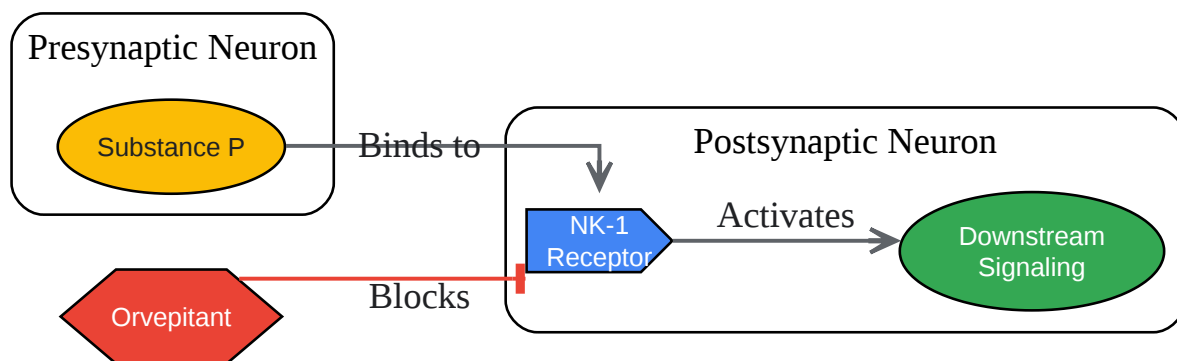 Presynaptic Neuron
Substance P
Binds to
Postsynaptic Neuron
NK-1
Receptor
Activates
Downstream
Signaling
Orvepitant
Blocks